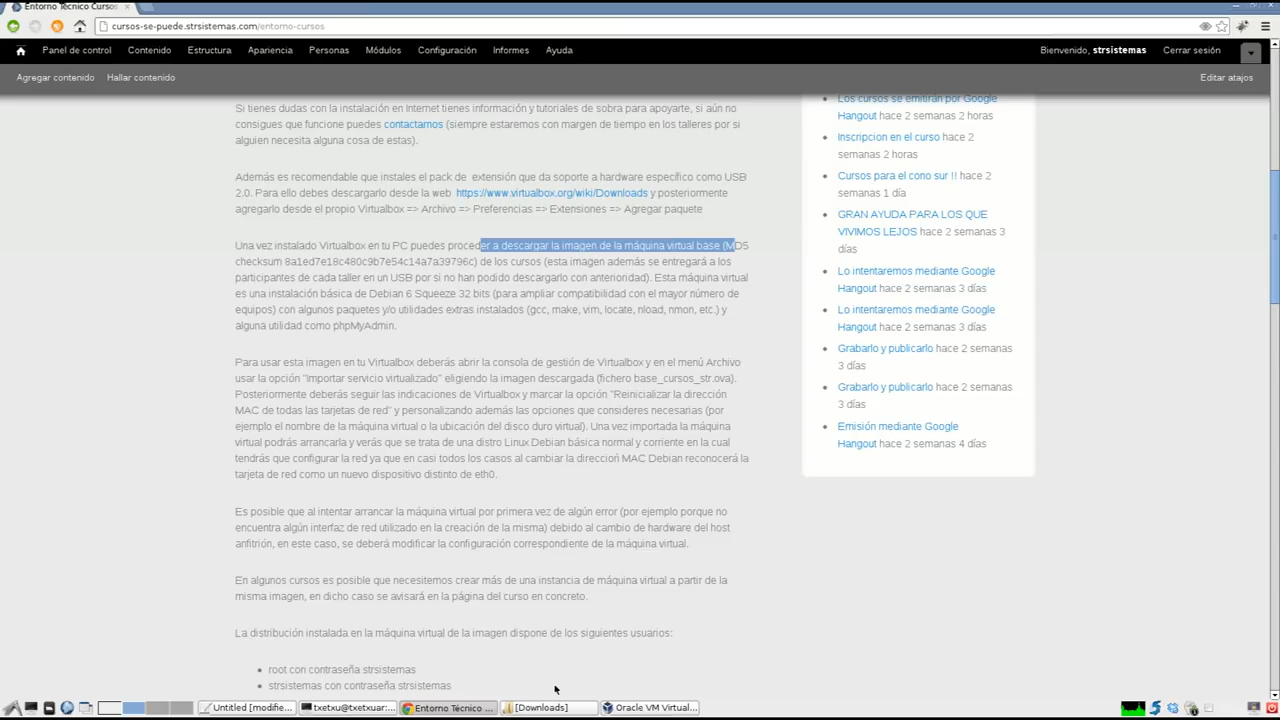 Entorno Técnico Cursos
cursos-se-puede.strsistemas.com/entorno-cursos
Panel de control Contenido Estructura Apariencia Personas Módulos Configuración Informes Ayuda Bienvenido, strsistemas Cerrar sesión
Agregar contenido Hallar contenido Editar atajos
Si tienes dudas con la instalación en Internet tienes información y tutoriales de sobra para apoyarte, si aún no
consigues que funcione puedes contactarnos (siempre estaremos con margen de tiempo en los talleres por si
alguien necesita alguna cosa de estas).
Además es recomendable que instales el pack de extensión que da soporte a hardware específico como USB
2.0. Para ello debes descargarlo desde la web https://www.virtualbox.org/wiki/Downloads y posteriormente
agregarlo desde el propio Virtualbox => Archivo => Preferencias => Extensiones => Agregar paquete
Una vez instalado Virtualbox en tu PC puedes proceder a descargar la imagen de la máquina virtual base (MD5
checksum 8a1ed7e18c480c9b7e54c14a7a39796c) de los cursos (esta imagen además se entregará a los
participantes de cada taller en un USB por si no han podido descargarlo con anterioridad). Esta máquina virtual
es una instalación básica de Debian 6 Squeeze 32 bits (para ampliar compatibilidad con el mayor número de
equipos) con algunos paquetes y/o utilidades extras instalados (gcc, make, vim, locate, nload, nmon, etc.) y
alguna utilidad como phpMyAdmin.
Para usar esta imagen en tu Virtualbox deberás abrir la consola de gestión de Virtualbox y en el menú Archivo
usar la opción "Importar servicio virtualizado" eligiendo la imagen descargada (fichero base_cursos_str.ova).
Posteriormente deberás seguir las indicaciones de Virtualbox y marcar la opción "Reinicializar la dirección
MAC de todas las tarjetas de red" y personalizando además las opciones que consideres necesarias (por
ejemplo el nombre de la máquina virtual o la ubicación del disco duro virtual). Una vez importada la máquina
virtual podrás arrancarla y verás que se trata de una distro Linux Debian básica normal y corriente en la cual
tendrás que configurar la red ya que en casi todos los casos al cambiar la direccioń MAC Debian reconocerá la
tarjeta de red como un nuevo dispositivo distinto de eth0.
Es posible que al intentar arrancar la máquina virtual por primera vez de algún error (por ejemplo porque no
encuentra algún interfaz de red utilizado en la creación de la misma) debido al cambio de hardware del host
anfitrión, en este caso, se deberá modificar la configuración correspondiente de la máquina virtual.
En algunos cursos es posible que necesitemos crear más de una instancia de máquina virtual a partir de la
misma imagen, en dicho caso se avisará en la página del curso en concreto.
La distribución instalada en la máquina virtual de la imagen dispone de los siguientes usuarios:
root con contraseña strsistemas
strsistemas con contraseña strsistemas
Los cursos se emitirán por Google
Hangout hace 2 semanas 2 horas
Inscripcion en el curso hace 2
semanas 2 horas
Cursos para el cono sur !! hace 2
semanas 1 día
GRAN AYUDA PARA LOS QUE
VIVIMOS LEJOS hace 2 semanas 3
días
Lo intentaremos mediante Google
Hangout hace 2 semanas 3 días
Lo intentaremos mediante Google
Hangout hace 2 semanas 3 días
Grabarlo y publicarlo hace 2 semanas
3 días
Grabarlo y publicarlo hace 2 semanas
3 días
Emisión mediante Google
Hangout hace 2 semanas 4 días
Untitled [modifie... txetxu@txetxuar:... Entorno Técnico ... [Downloads] Oracle VM Virtual...